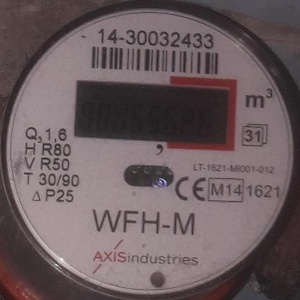 14-30032433
m³
31
Q₃ 1,6
H R80
V R50
T 30/90
Δ P25
LT-1621-MI001-012
CE M14 1621
WFH-M
AXISindustries